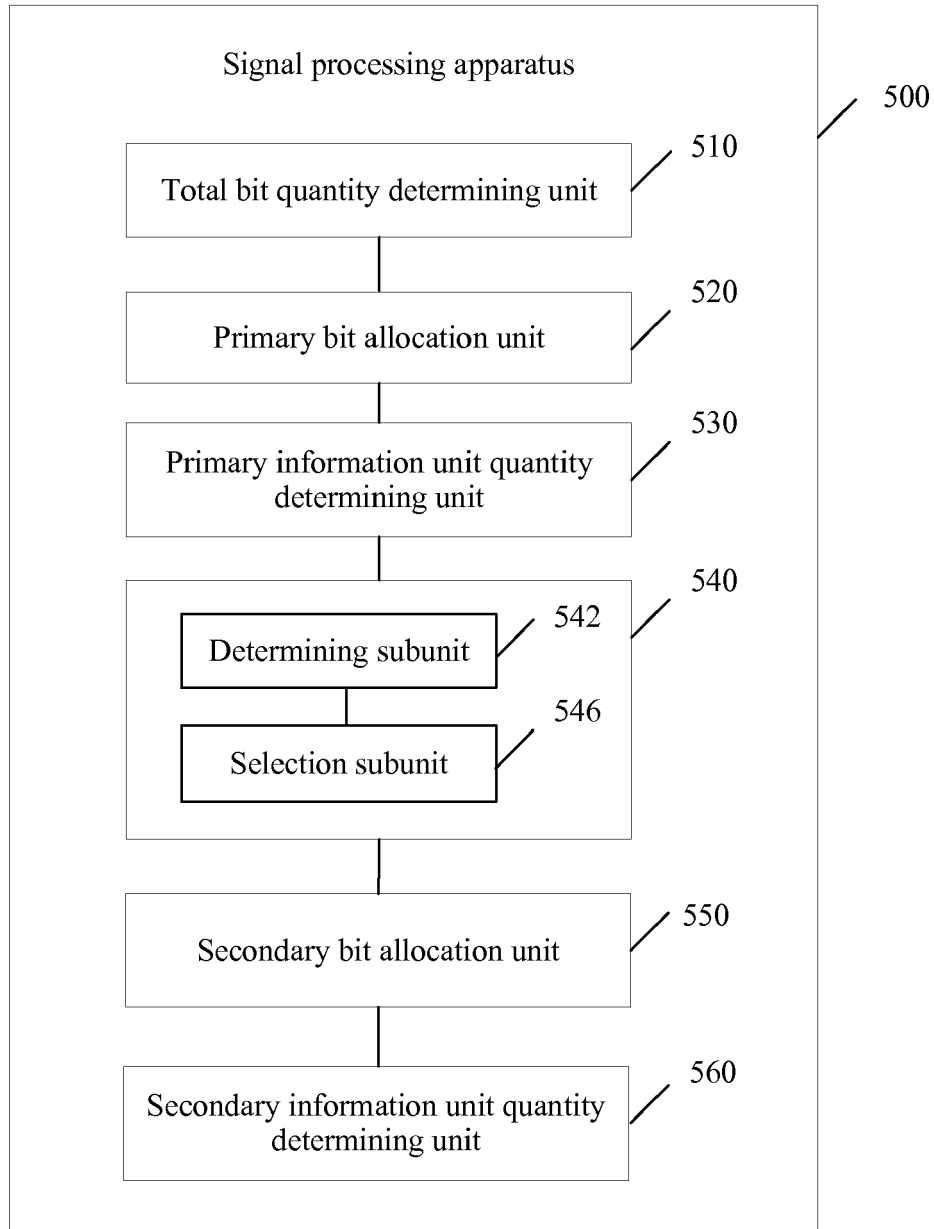 Signal processing apparatus
500
510
Total bit quantity determining unit
520
Primary bit allocation unit
530
Primary information unit quantity
determining unit
540
542
Determining subunit
546
Selection subunit
550
Secondary bit allocation unit
560
Secondary information unit quantity
determining unit